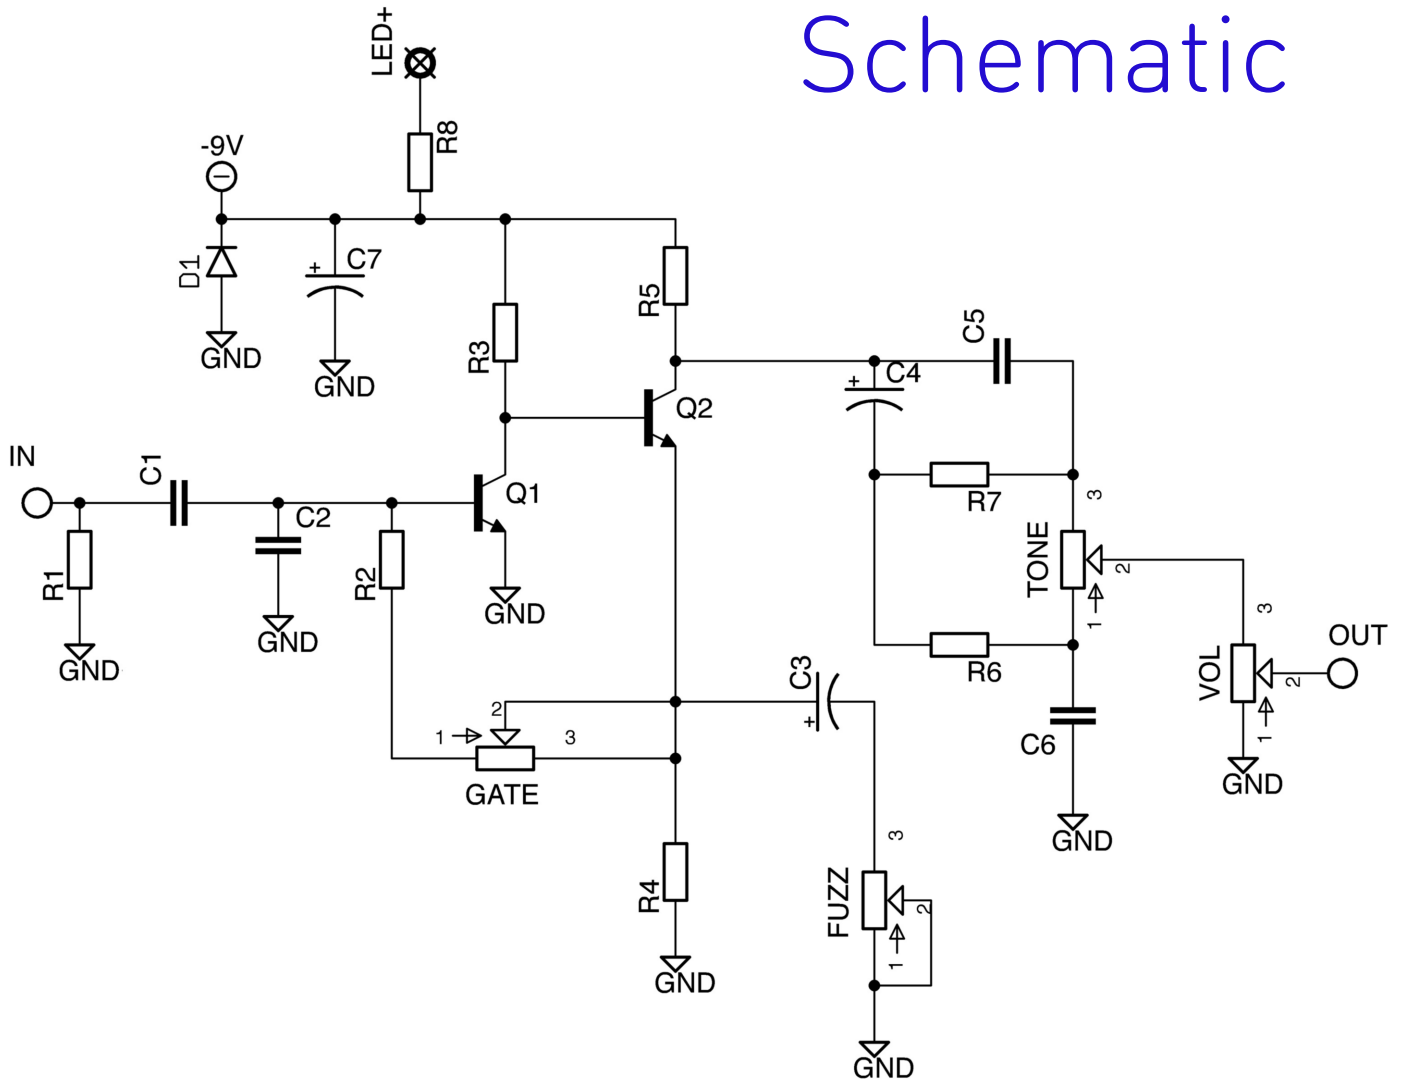 Schematic
LED+
R8
-9V
D1
GND
+
C7
GND
R3
R5
Q2
+
C4
C5
IN
C1
R1
GND
C2
GND
R2
Q1
GND
R7
3
TONE
2
1
R6
C6
GND
3
VOL
2
1
GND
OUT
1
2
3
GATE
C3
+
R4
GND
3
FUZZ
2
1
GND